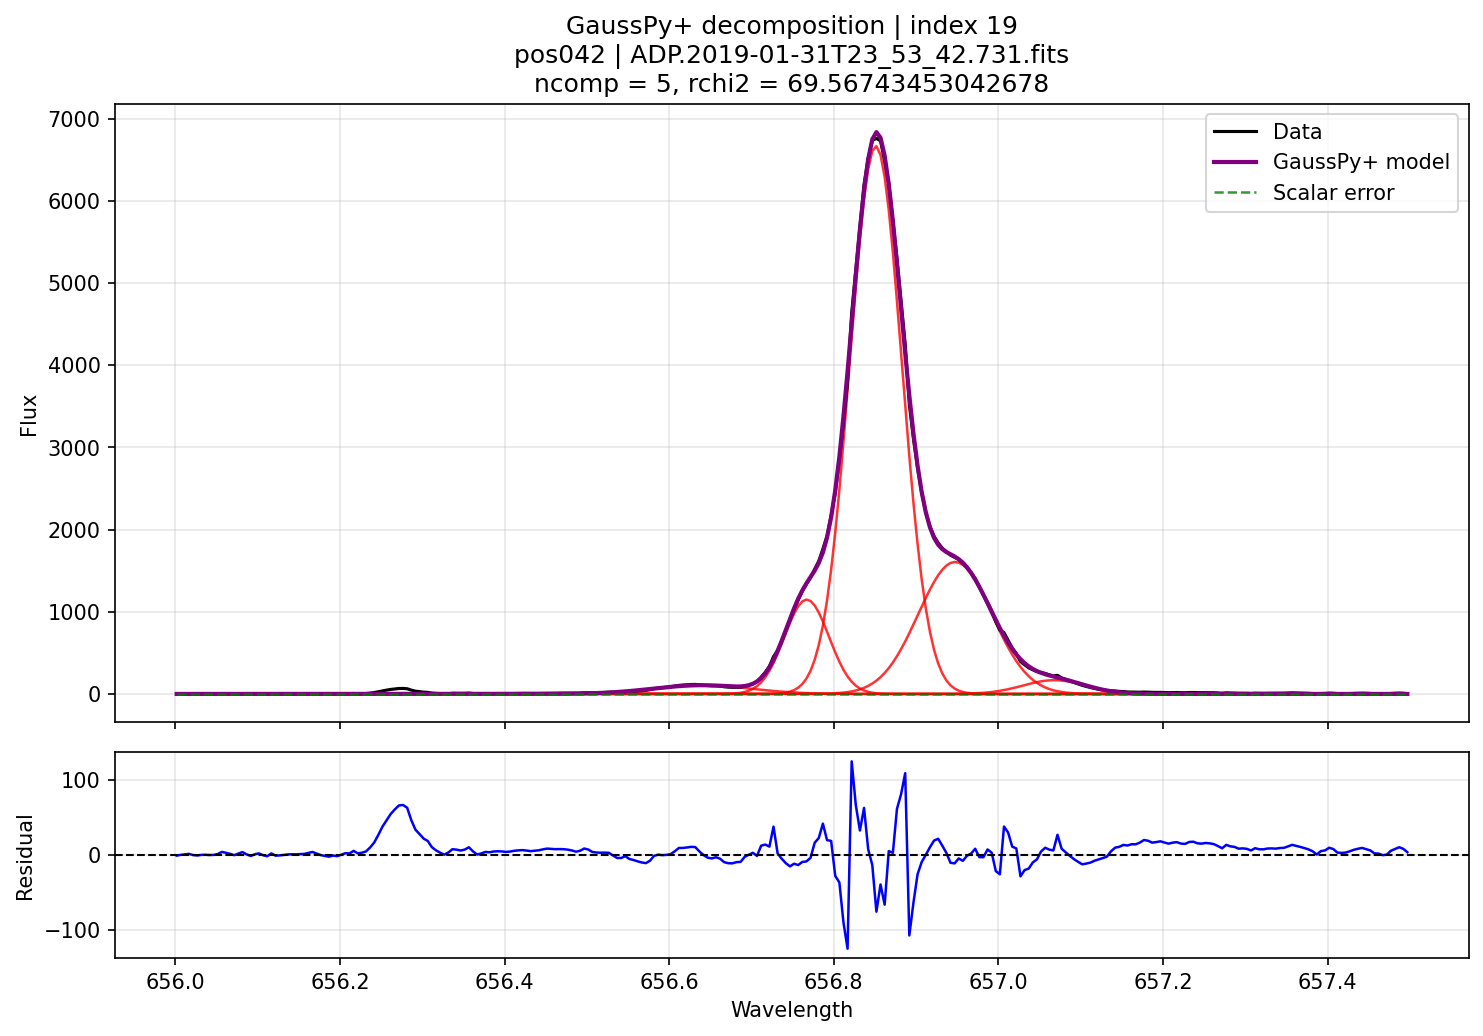 GaussPy+ decomposition | index 19
pos042 | ADP.2019-01-31T23_53_42.731.fits
ncomp = 5, rchi2 = 69.56743453042678
7000
6000
5000
4000
3000
2000
1000
0
Flux
Data
GaussPy+ model
Scalar error
100
0
−100
Residual
656.0
656.2
656.4
656.6
656.8
657.0
657.2
657.4
Wavelength